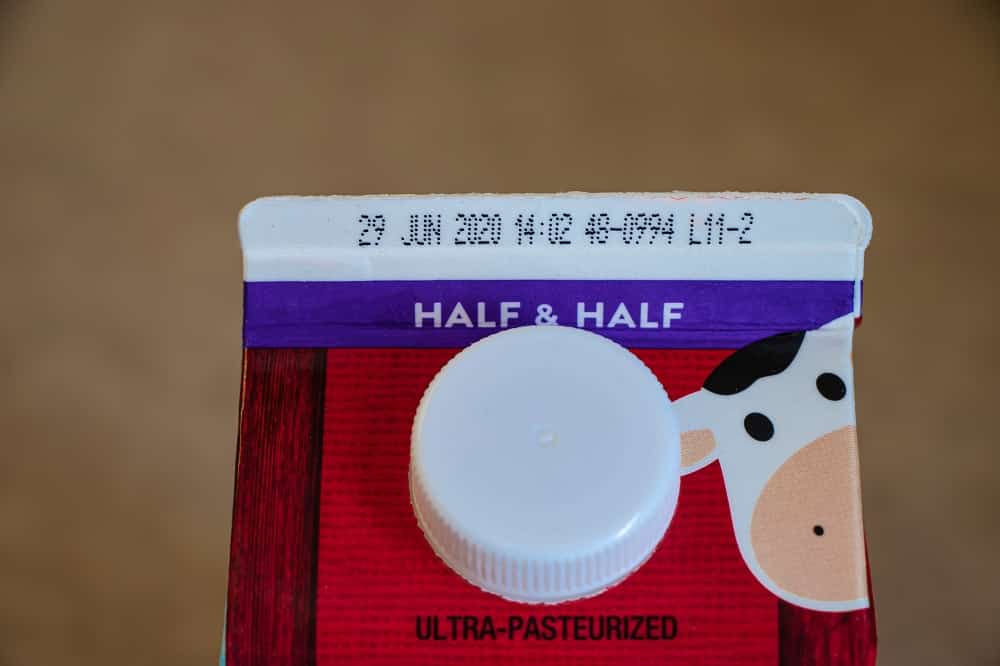 29 JUN 2020 14:02 48-0994 L11-2
HALF & HALF
ULTRA-PASTEURIZED